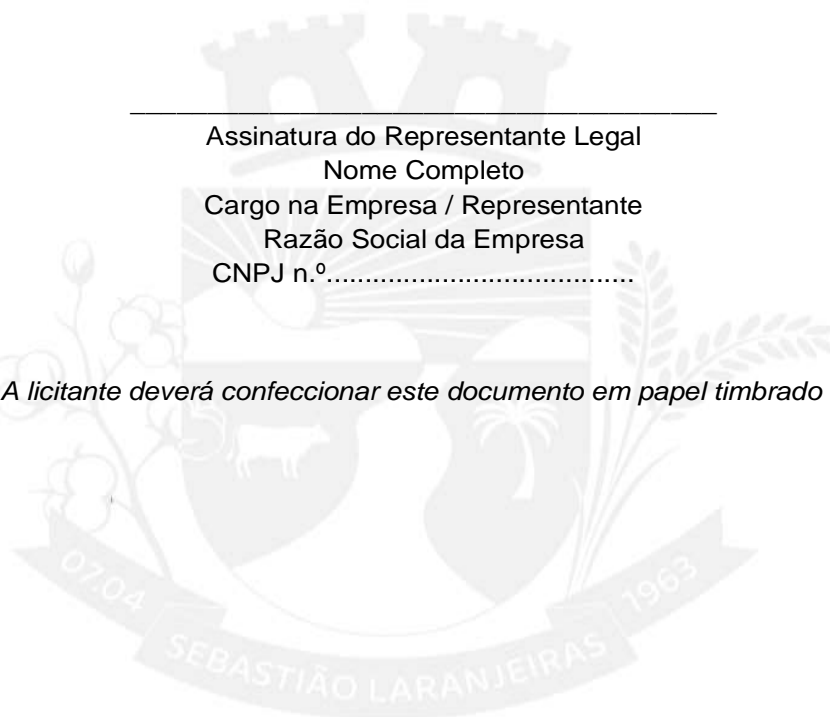 ________________________________________
Assinatura do Representante Legal
Nome Completo
Cargo na Empresa / Representante
Razão Social da Empresa
CNPJ n.º........................................
A licitante deverá confeccionar este documento em papel timbrado
07.04
SEBASTIÃO LARANJEIRAS
1963